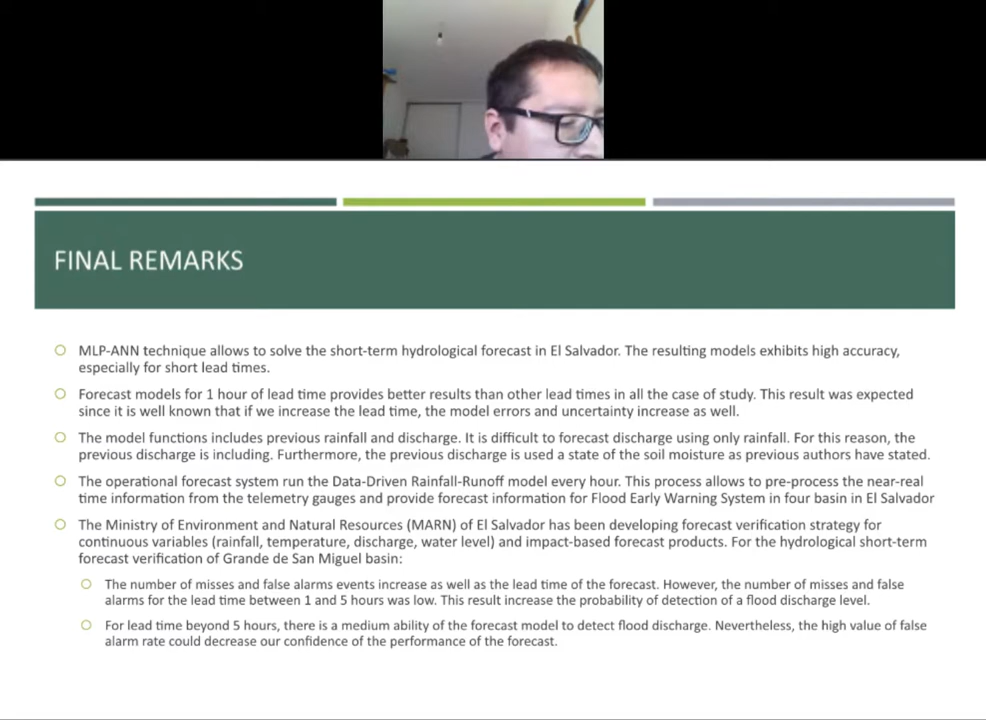 FINAL REMARKS
MLP-ANN technique allows to solve the short-term hydrological forecast in El Salvador. The resulting models exhibits high accuracy,
especially for short lead times.
Forecast models for 1 hour of lead time provides better results than other lead times in all the case of study. This result was expected
since it is well known that if we increase the lead time, the model errors and uncertainty increase as well.
The model functions includes previous rainfall and discharge. It is difficult to forecast discharge using only rainfall. For this reason, the
previous discharge is including. Furthermore, the previous discharge is used a state of the soil moisture as previous authors have stated.
The operational forecast system run the Data-Driven Rainfall-Runoff model every hour. This process allows to pre-process the near-real
time information from the telemetry gauges and provide forecast information for Flood Early Warning System in four basin in El Salvador
The Ministry of Environment and Natural Resources (MARN) of El Salvador has been developing forecast verification strategy for
continuous variables (rainfall, temperature, discharge, water level) and impact-based forecast products. For the hydrological short-term
forecast verification of Grande de San Miguel basin:
The number of misses and false alarms events increase as well as the lead time of the forecast. However, the number of misses and false
alarms for the lead time between 1 and 5 hours was low. This result increase the probability of detection of a flood discharge level.
For lead time beyond 5 hours, there is a medium ability of the forecast model to detect flood discharge. Nevertheless, the high value of false
alarm rate could decrease our confidence of the performance of the forecast.